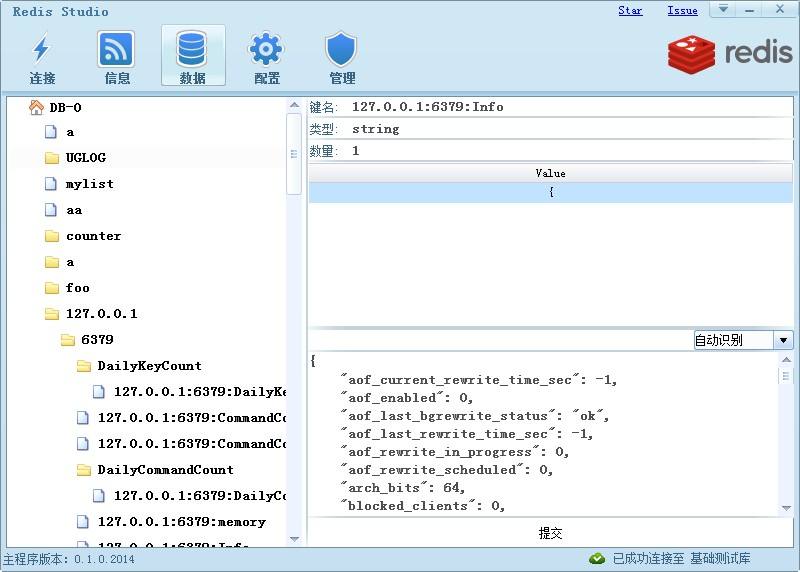 Redis Studio
Star Issue
连接 信息 数据 配置 管理
redis
DB-0
a
UGLOG
mylist
aa
counter
a
foo
127.0.0.1
6379
DailyKeyCount
127.0.0.1:6379:DailyKe
127.0.0.1:6379:CommandCo
127.0.0.1:6379:CommandCo
DailyCommandCount
127.0.0.1:6379:DailyCo
127.0.0.1:6379:memory
127.0.0.1:6379:Info
键名: 127.0.0.1:6379:Info
类型: string
数量: 1
Value
{
自动识别
{
"aof_current_rewrite_time_sec": -1,
"aof_enabled": 0,
"aof_last_bgrewrite_status": "ok",
"aof_last_rewrite_time_sec": -1,
"aof_rewrite_in_progress": 0,
"aof_rewrite_scheduled": 0,
"arch_bits": 64,
"blocked_clients": 0,
提交
主程序版本: 0.1.0.2014
已成功连接至 基础测试库